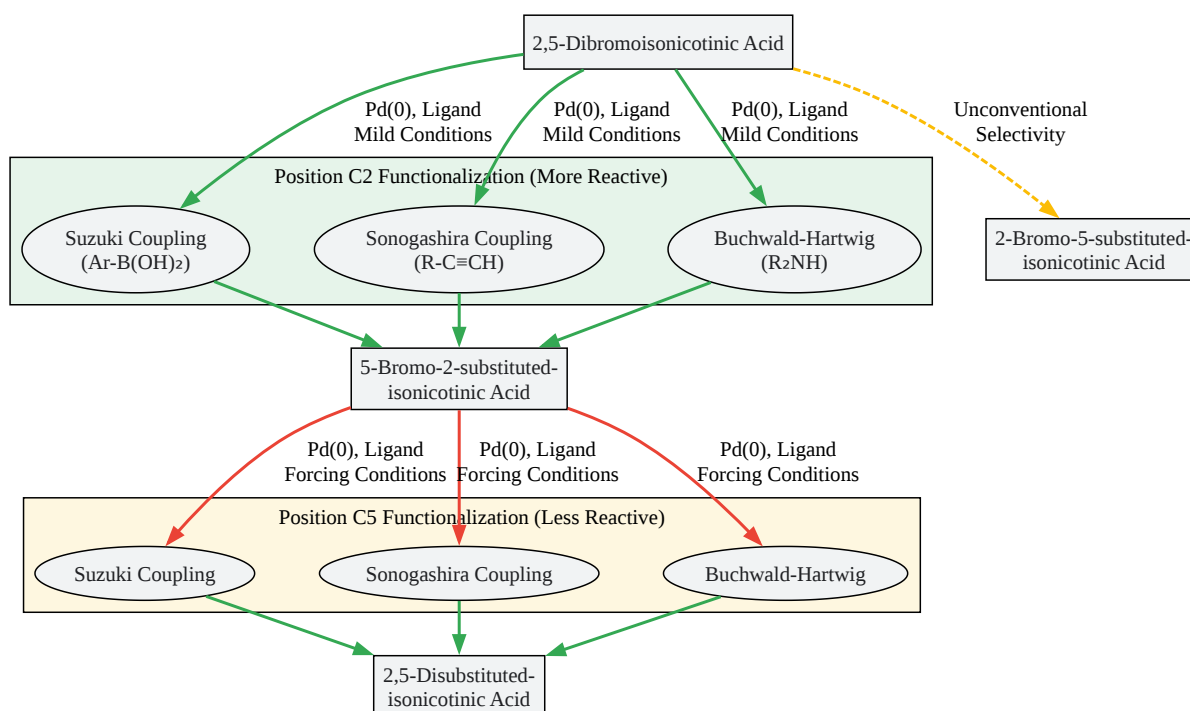 2,5-Dibromoisonicotinic Acid
Pd(0), Ligand
Mild Conditions
Pd(0), Ligand
Mild Conditions
Pd(0), Ligand
Mild Conditions
Unconventional
Selectivity
Position C2 Functionalization (More Reactive)
Suzuki Coupling
(Ar-B(OH)₂)
Sonogashira Coupling
(R-C≡CH)
Buchwald-Hartwig
(R₂NH)
2-Bromo-5-substituted-
isonicotinic Acid
5-Bromo-2-substituted-
isonicotinic Acid
Pd(0), Ligand
Forcing Conditions
Pd(0), Ligand
Forcing Conditions
Pd(0), Ligand
Forcing Conditions
Position C5 Functionalization (Less Reactive)
Suzuki Coupling
Sonogashira Coupling
Buchwald-Hartwig
2,5-Disubstituted-
isonicotinic Acid